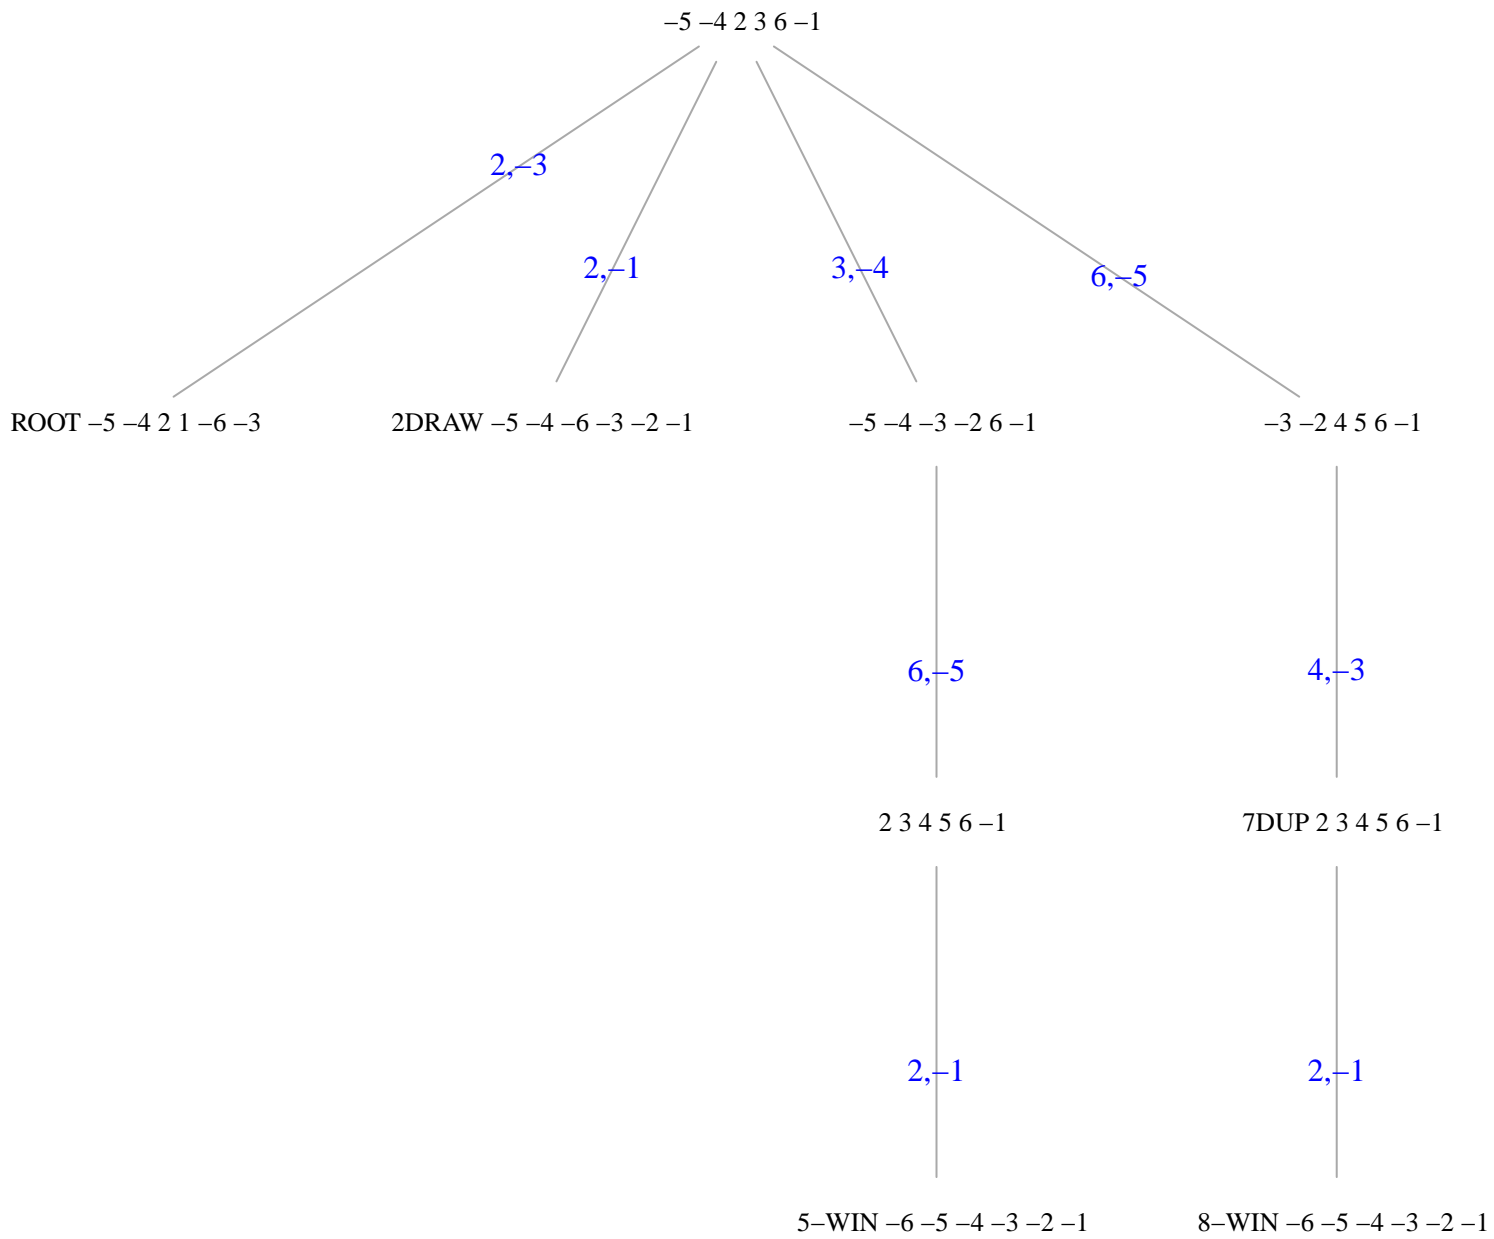 –5 –4 2 3 6 –1
2,–3
2,–1
3,–4
6,–5
ROOT –5 –4 2 1 –6 –3
2DRAW –5 –4 –6 –3 –2 –1
–5 –4 –3 –2 6 –1
–3 –2 4 5 6 –1
6,–5
4,–3
2 3 4 5 6 –1
7DUP 2 3 4 5 6 –1
2,–1
2,–1
5–WIN –6 –5 –4 –3 –2 –1
8–WIN –6 –5 –4 –3 –2 –1